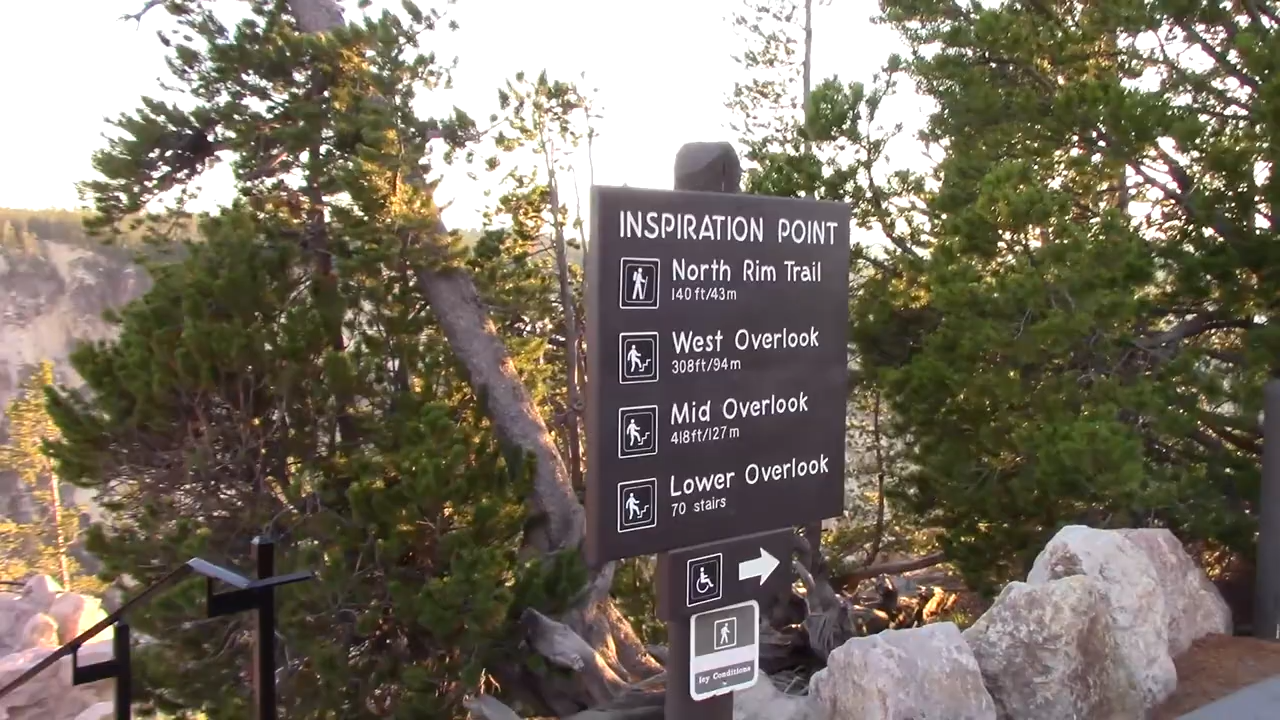 INSPIRATION POINT
North Rim Trail
140 ft/43m
West Overlook
308ft/94m
Mid Overlook
418ft/127m
Lower Overlook
70 stairs
Icy Conditions